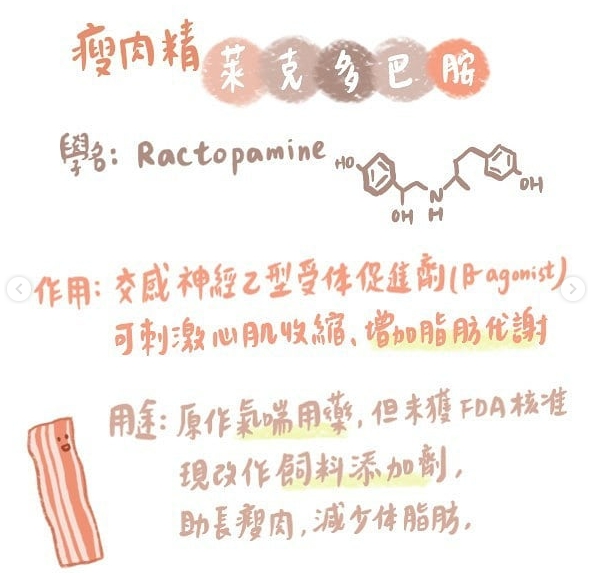 瘦肉精 萊克多巴胺
學名: Ractopamine
HO
OH
N
H
OH
作用: 交感神經乙型受体促進劑(β-agonist)
可刺激心肌收縮、增加脂肪代謝
用途: 原作氣喘用藥, 但未獲FDA核准
現改作飼料添加劑,
助長瘦肉, 減少体脂肪.